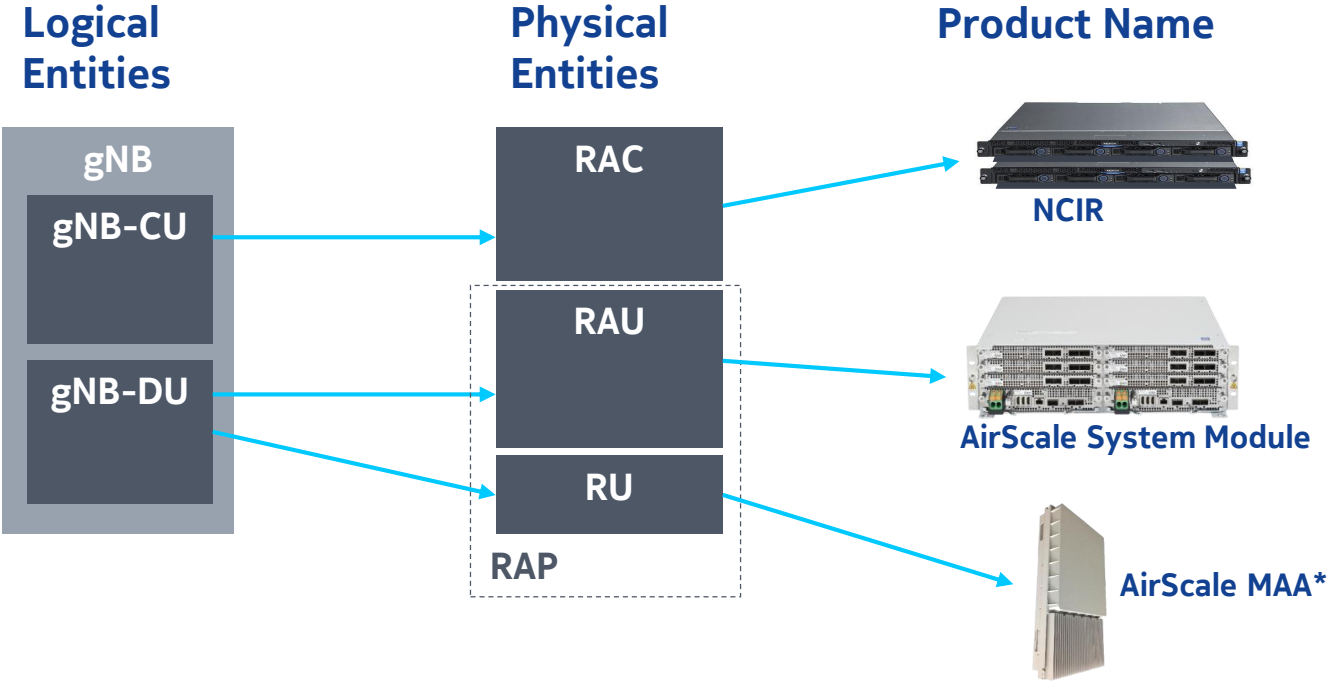 Logical
Entities
Physical
Entities
Product Name
gNB
gNB-CU
gNB-DU
RAC
RAU
RU
RAP
NCIR
AirScale System Module
AirScale MAA*